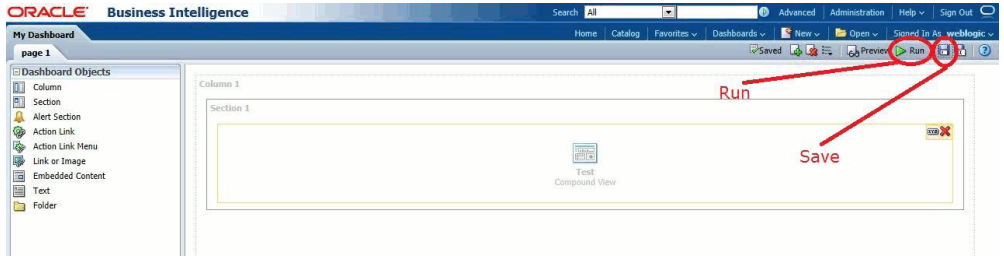 ORACLE Business Intelligence
Search All Advanced Administration Help Sign Out
My Dashboard
Home Catalog Favorites Dashboards New Open Signed In As weblogic
page 1
Saved Preview Run
Dashboard Objects
Column
Section
Alert Section
Action Link
Action Link Menu
Link or Image
Embedded Content
Text
Folder
Column 1
Section 1
Test
Compound View
Run
Save